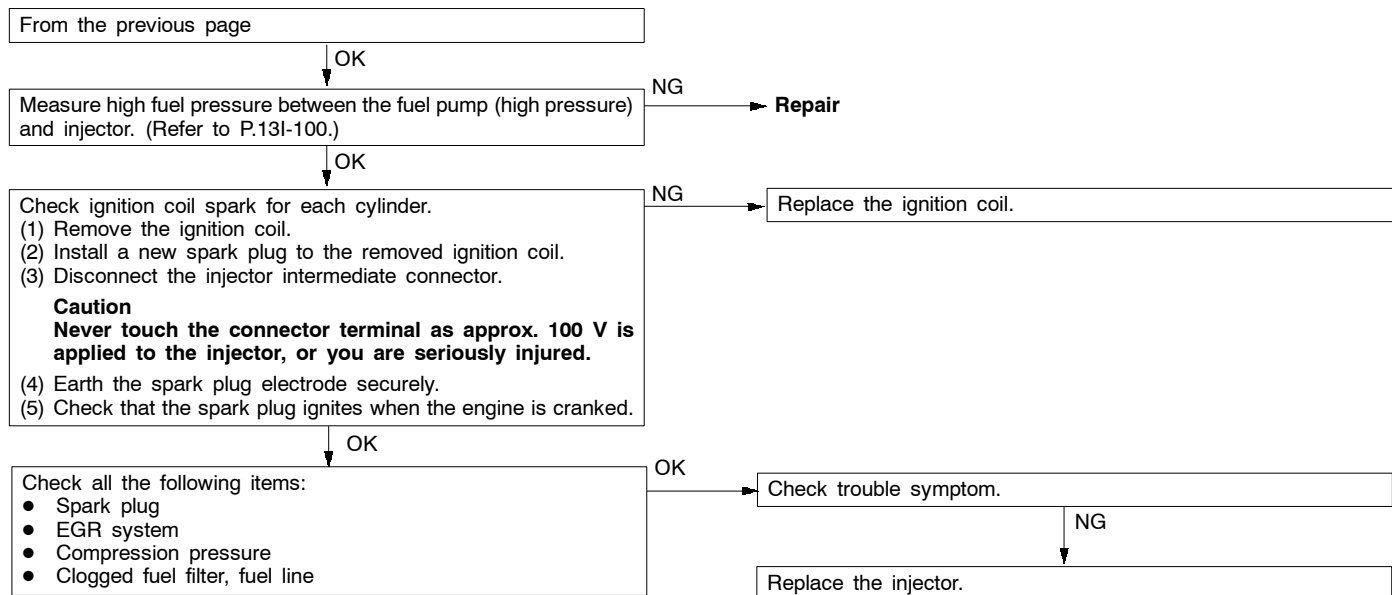 From the previous page
OK
Measure high fuel pressure between the fuel pump (high pressure)
and injector. (Refer to P.13I-100.)
NG
Repair
OK
Check ignition coil spark for each cylinder.
(1) Remove the ignition coil.
(2) Install a new spark plug to the removed ignition coil.
(3) Disconnect the injector intermediate connector.
Caution
Never touch the connector terminal as approx. 100 V is
applied to the injector, or you are seriously injured.
(4) Earth the spark plug electrode securely.
(5) Check that the spark plug ignites when the engine is cranked.
NG
Replace the ignition coil.
OK
Check all the following items:
● Spark plug
● EGR system
● Compression pressure
● Clogged fuel filter, fuel line
OK
Check trouble symptom.
NG
Replace the injector.